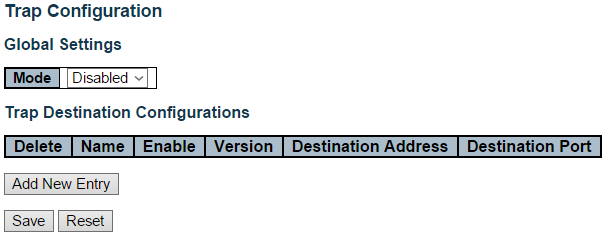 Trap Configuration
Global Settings
Mode Disabled
Trap Destination Configurations
Delete Name Enable Version Destination Address Destination Port
Add New Entry
Save Reset